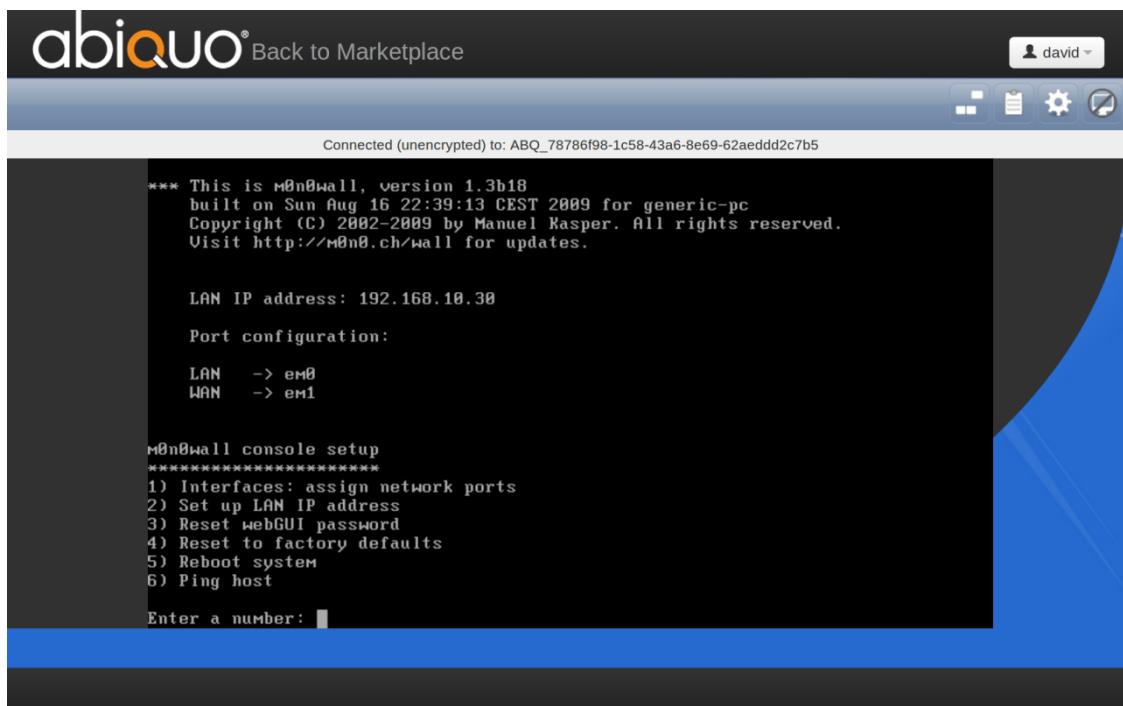 abiquo® Back to Marketplace
david
Connected (unencrypted) to: ABQ_78786f98-1c58-43a6-8e69-62aeddd2c7b5
*** This is m0n0wall, version 1.3b18
built on Sun Aug 16 22:39:13 CEST 2009 for generic-pc
Copyright (C) 2002-2009 by Manuel Kasper. All rights reserved.
Visit http://m0n0.ch/wall for updates.
LAN IP address: 192.168.10.30
Port configuration:
LAN -> em0
WAN -> em1
m0n0wall console setup
**********************
1) Interfaces: assign network ports
2) Set up LAN IP address
3) Reset webGUI password
4) Reset to factory defaults
5) Reboot system
6) Ping host
Enter a number: